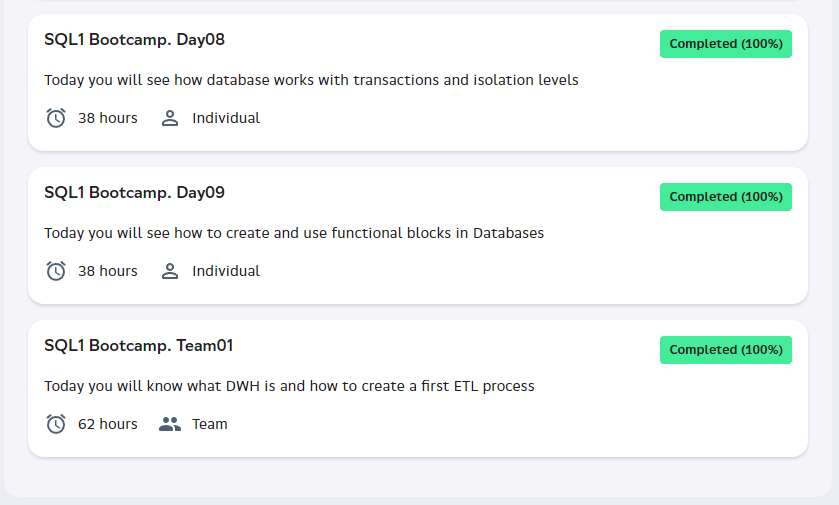 SQL1 Bootcamp. Day08
Completed (100%)
Today you will see how database works with transactions and isolation levels
38 hours Individual
SQL1 Bootcamp. Day09
Completed (100%)
Today you will see how to create and use functional blocks in Databases
38 hours Individual
SQL1 Bootcamp. Team01
Completed (100%)
Today you will know what DWH is and how to create a first ETL process
62 hours Team